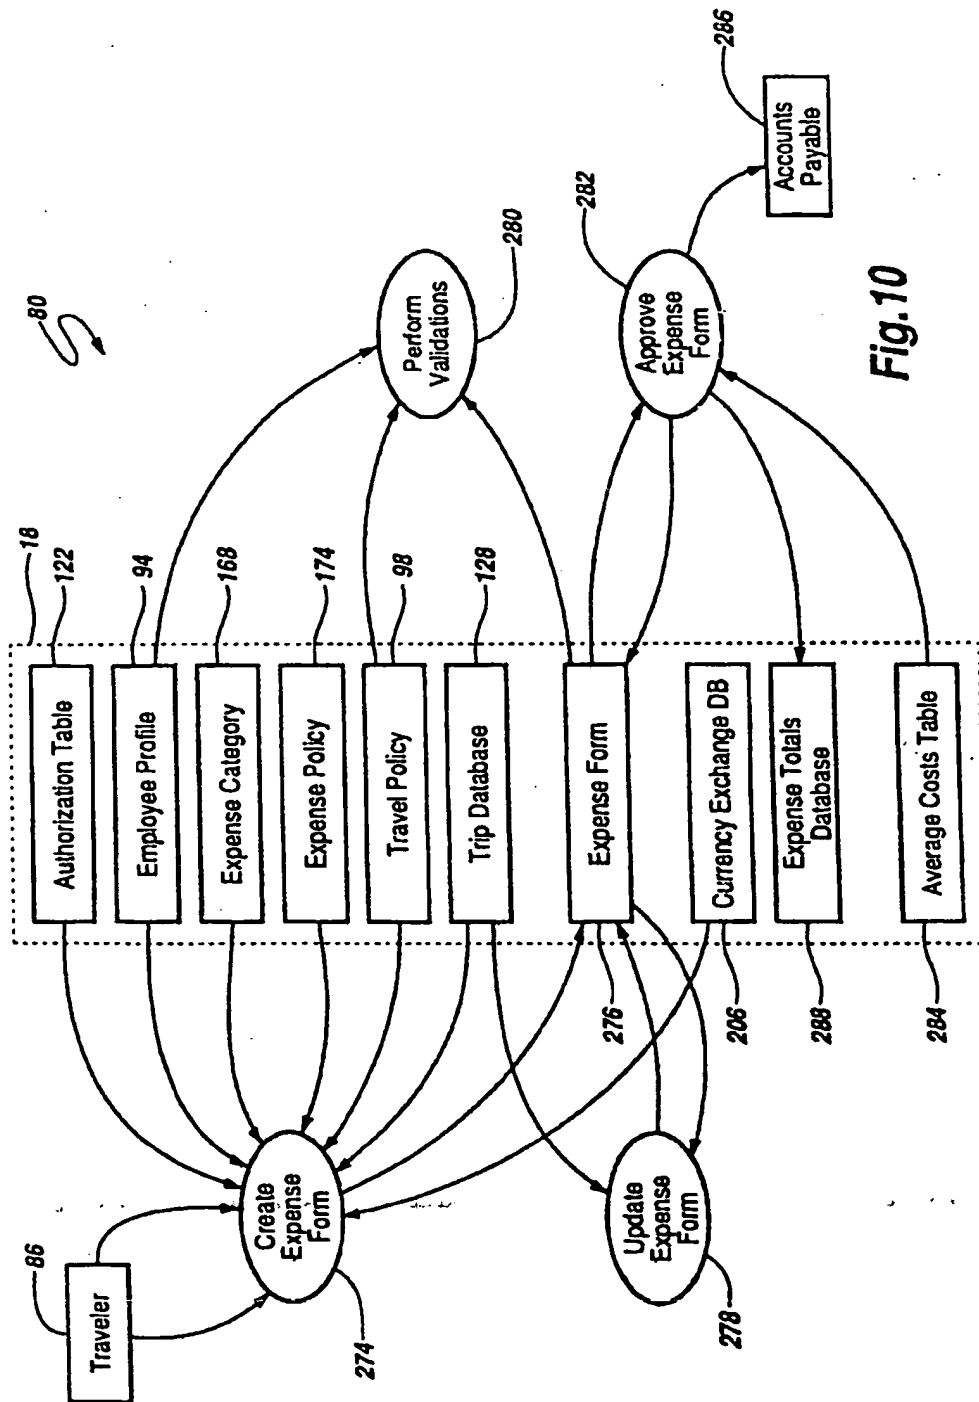 80
18
Traveler
86
Authorization Table
122
Employee Profile
94
Expense Category
168
Expense Policy
174
Travel Policy
98
Trip Database
128
Create
Expense
Form
274
Perform
Validations
280
Expense Form
276
Update
Expense
Form
278
Approve
Expense
Form
282
Currency Exchange DB
206
Expense Totals
Database
288
Average Costs Table
284
Accounts
Payable
286
Fig.10